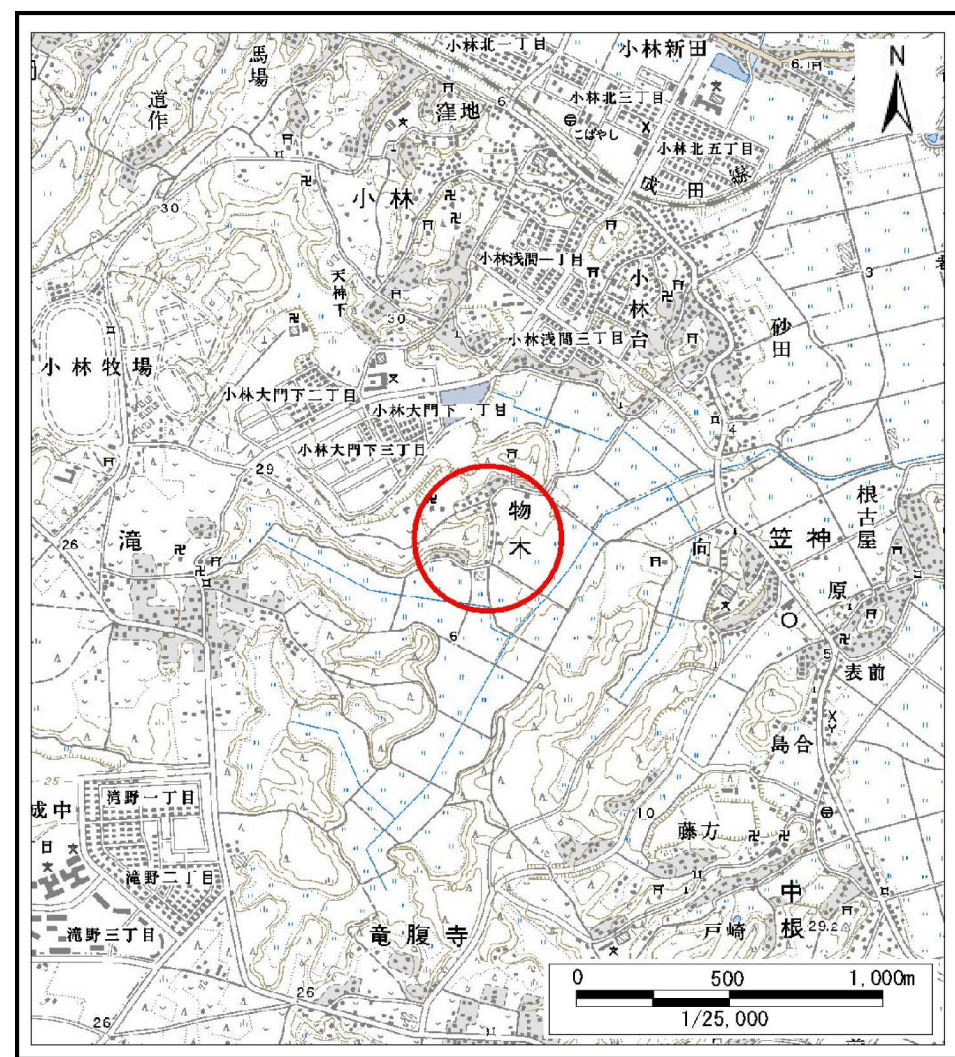 小林北一丁目
小林新田
N
馬場
道作
窪地
6
小林北三丁目
こばやし
小林北五丁目
成田線
30
小林
小林浅間一丁目
天神下
30
小林台
3
砂田
小林浅間三丁目
小林牧場
小林大門下二丁目
小林大門下一丁目
小林大門下三丁目
4
29
物木
根古屋
笠神
向
26
滝
原
6
5
表前
島合
25
滝野一丁目
成中
10
藤方
滝野二丁目
中根
戸崎
29.2
滝野三丁目
竜腹寺
26
26
0 500 1,000m
1/25,000